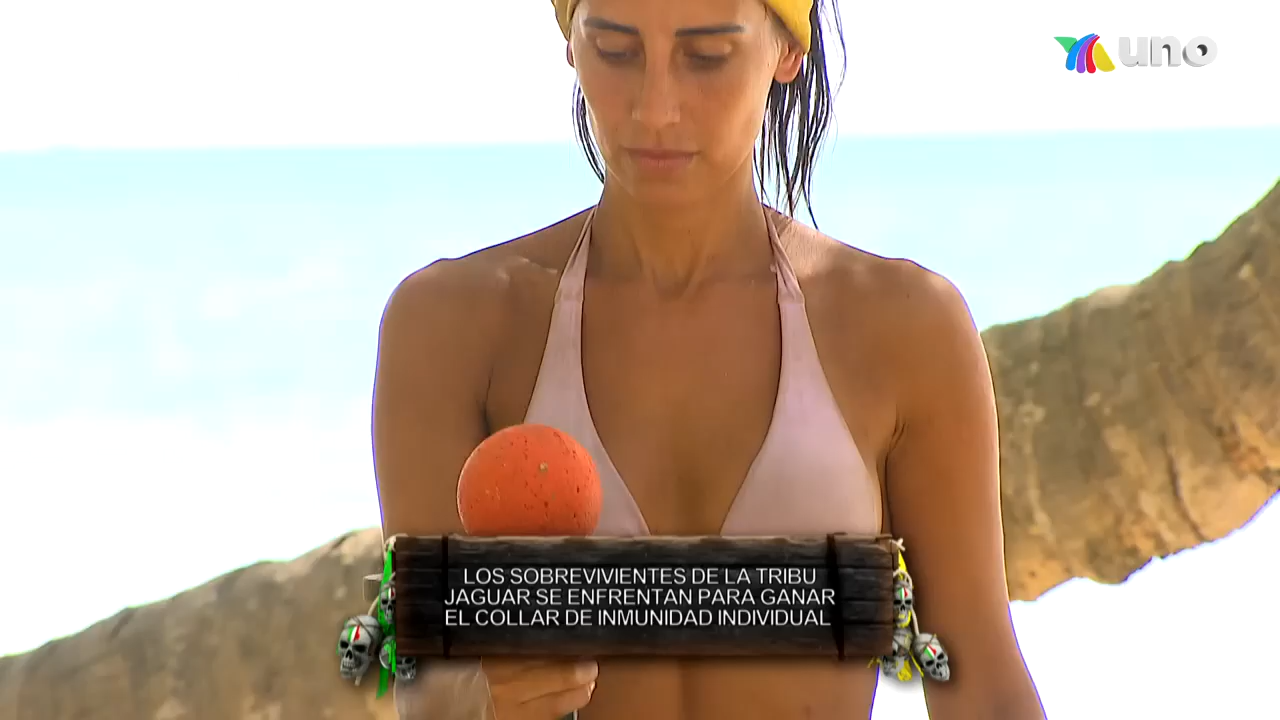 uno
LOS SOBREVIVIENTES DE LA TRIBU
JAGUAR SE ENFRENTAN PARA GANAR
EL COLLAR DE INMUNIDAD INDIVIDUAL